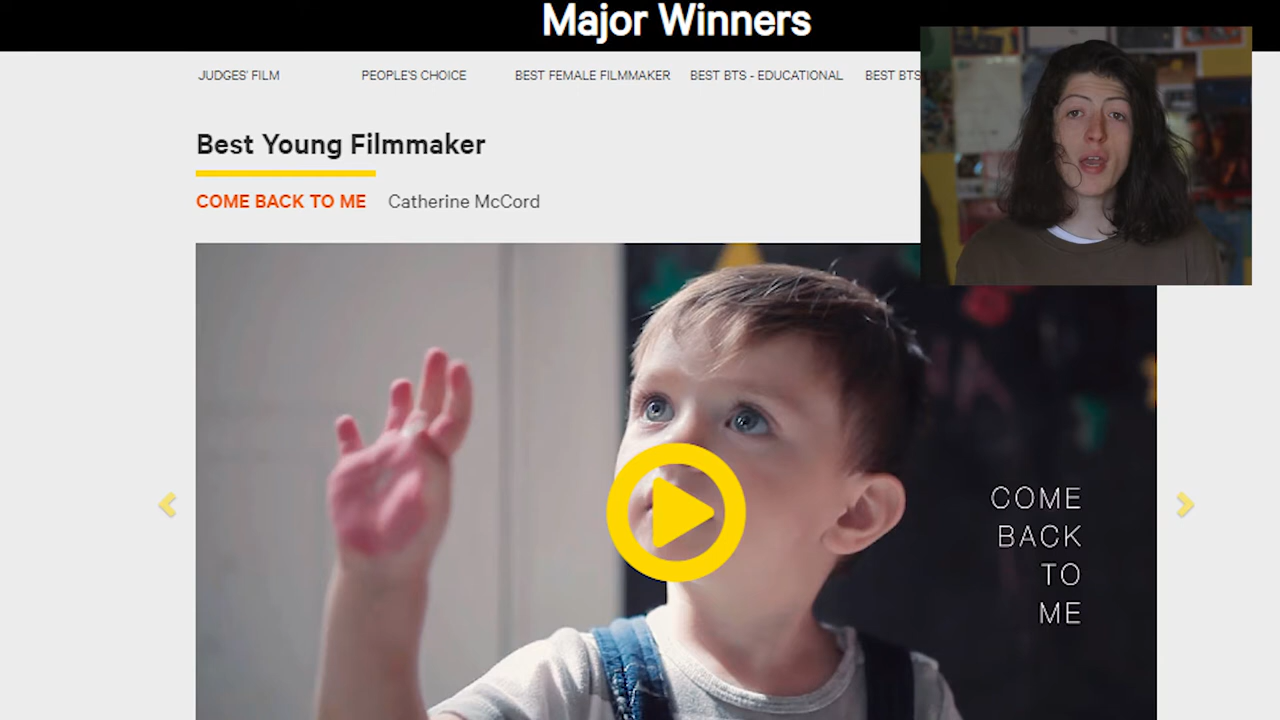 Major Winners
JUDGES' FILM PEOPLE'S CHOICE BEST FEMALE FILMMAKER BEST BTS - EDUCATIONAL BEST BTS
Best Young Filmmaker
COME BACK TO ME Catherine McCord
COME
BACK
TO
ME